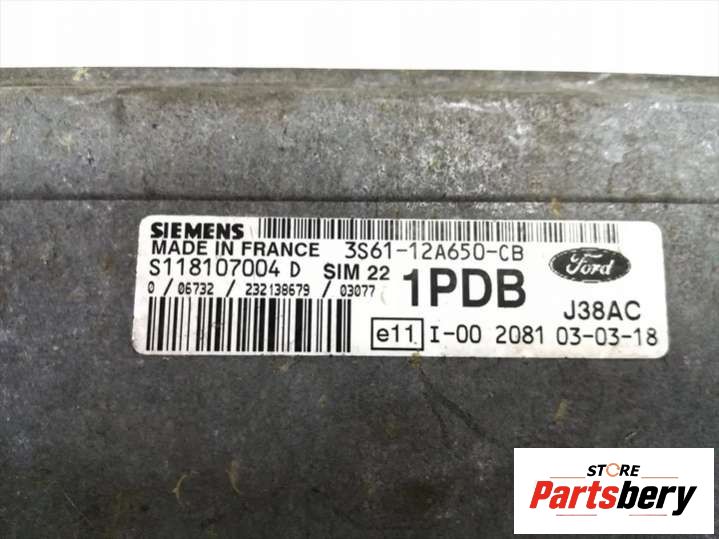 SIEMENS
MADE IN FRANCE 3S61-12A650-CB
S118107004 D SIM 22
0 / 06732 / 232138679 / 03077
1PDB
Ford
J38AC
e11 I-00 2081 03-03-18
STORE
Partsbery